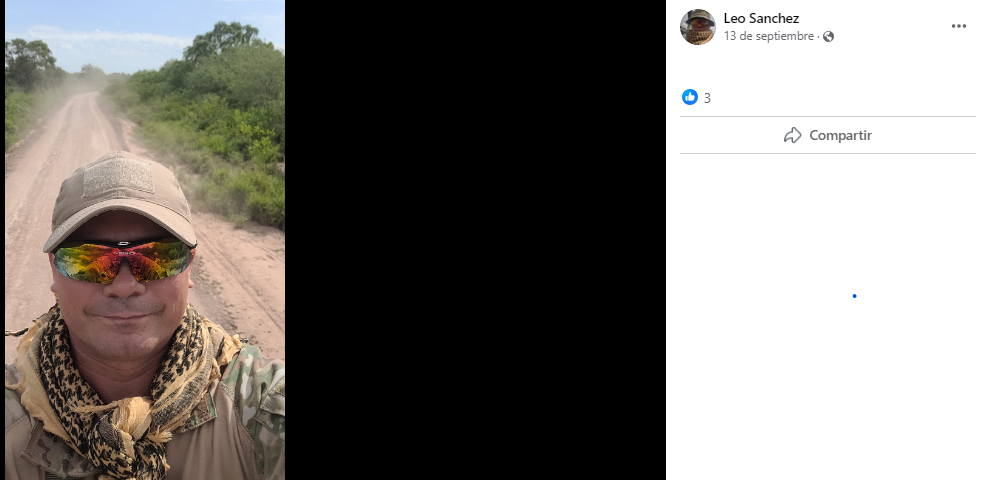 Leo Sanchez
13 de septiembre ·
3
Compartir